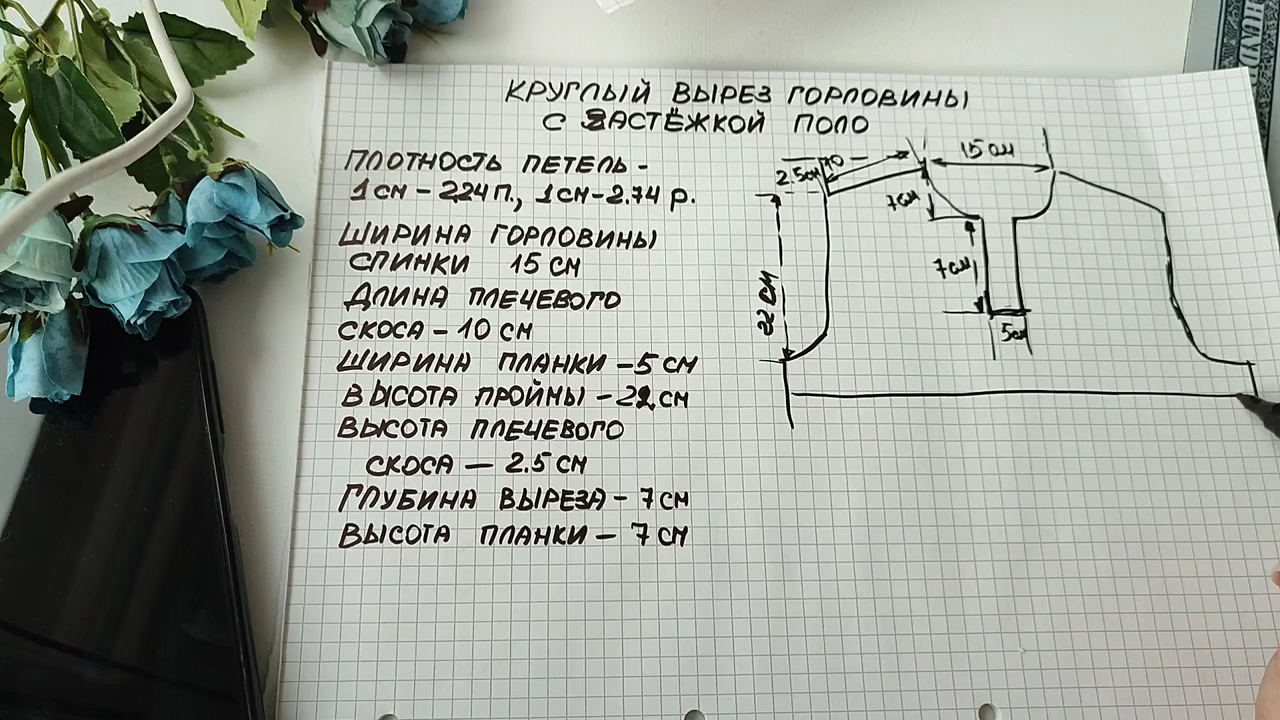 КРУГЛЫЙ ВЫРЕЗ ГОРЛОВИНЫ
С ЗАСТЁЖКОЙ ПОЛО
ПЛОТНОСТЬ ПЕТЕЛЬ -
1 СМ - 2.24 П., 1 СМ - 2.74 Р.
ШИРИНА ГОРЛОВИНЫ
СПИНКИ 15 СМ
ДЛИНА ПЛЕЧЕВОГО
СКОСА - 10 СМ
ШИРИНА ПЛАНКИ - 5 СМ
ВЫСОТА ПРОЙМЫ - 22 СМ
ВЫСОТА ПЛЕЧЕВОГО
СКОСА — 2.5 СМ
ГЛУБИНА ВЫРЕЗА - 7 СМ
ВЫСОТА ПЛАНКИ - 7 СМ
10
15 СМ
2.5 СМ
7 СМ
7 СМ
22 СМ
5 СМ
HUND